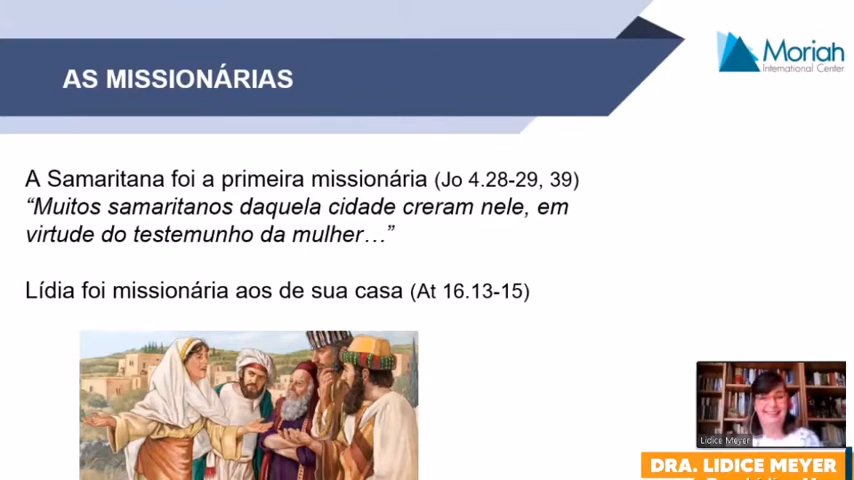 AS MISSIONÁRIAS
Moriah
International Center
A Samaritana foi a primeira missionária (Jo 4.28-29, 39)
“Muitos samaritanos daquela cidade creram nele, em
virtude do testemunho da mulher…”
Lídia foi missionária aos de sua casa (At 16.13-15)
Lidice Meyer
DRA. LIDICE MEYER